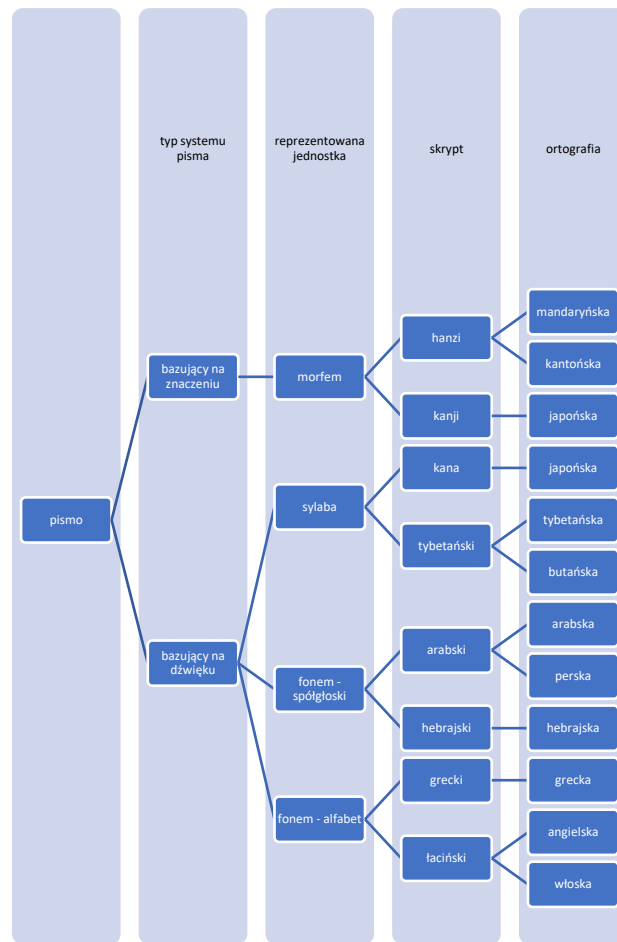 typ systemu
pisma
reprezentowana
jednostka
skrypt
ortografia
pismo
bazujący na
znaczeniu
morfem
hanzi
mandaryńska
kantońska
kanji
japońska
bazujący na
dźwięku
sylaba
kana
japońska
tybetański
tybetańska
butańska
fonem -
spółgłoski
arabski
arabska
perska
hebrajski
hebrajska
fonem - alfabet
grecki
grecka
łaciński
angielska
włoska